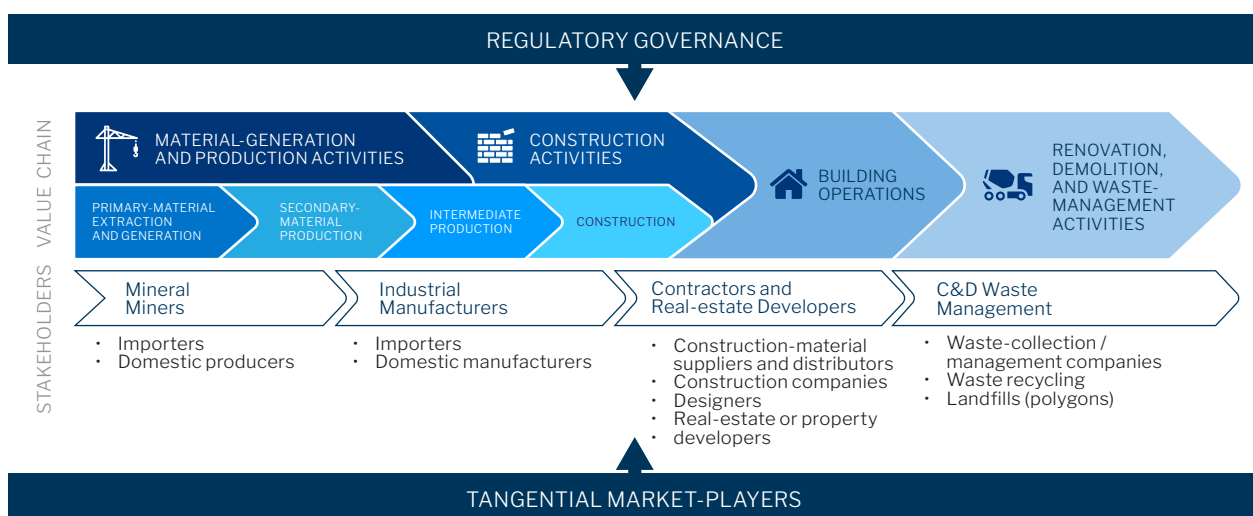 REGULATORY GOVERNANCE
VALUE CHAIN
MATERIAL-GENERATION
AND PRODUCTION ACTIVITIES
CONSTRUCTION
ACTIVITIES
BUILDING
OPERATIONS
RENOVATION,
DEMOLITION,
AND WASTE-
MANAGEMENT
ACTIVITIES
PRIMARY-MATERIAL
EXTRACTION
AND GENERATION
SECONDARY-
MATERIAL
PRODUCTION
INTERMEDIATE
PRODUCTION
CONSTRUCTION
STAKEHOLDERS
Mineral
Miners
• Importers
• Domestic producers
Industrial
Manufacturers
• Importers
• Domestic manufacturers
Contractors and
Real-estate Developers
• Construction-material
suppliers and distributors
• Construction companies
• Designers
• Real-estate or property
• developers
C&D Waste
Management
• Waste-collection /
management companies
• Waste recycling
• Landfills (polygons)
TANGENTIAL MARKET-PLAYERS